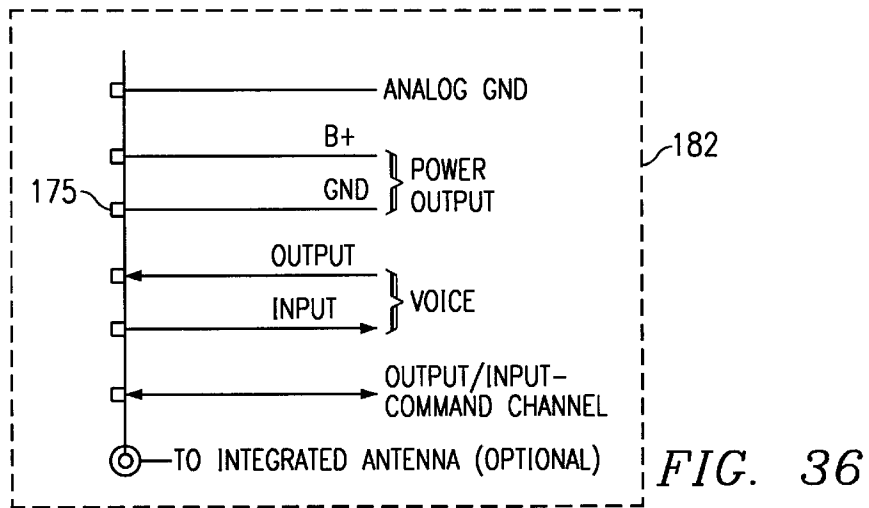 ANALOG GND
B+
182
POWER
175
GND
OUTPUT
OUTPUT
INPUT
VOICE
OUTPUT/INPUT-
COMMAND CHANNEL
TO INTEGRATED ANTENNA (OPTIONAL)
FIG. 36